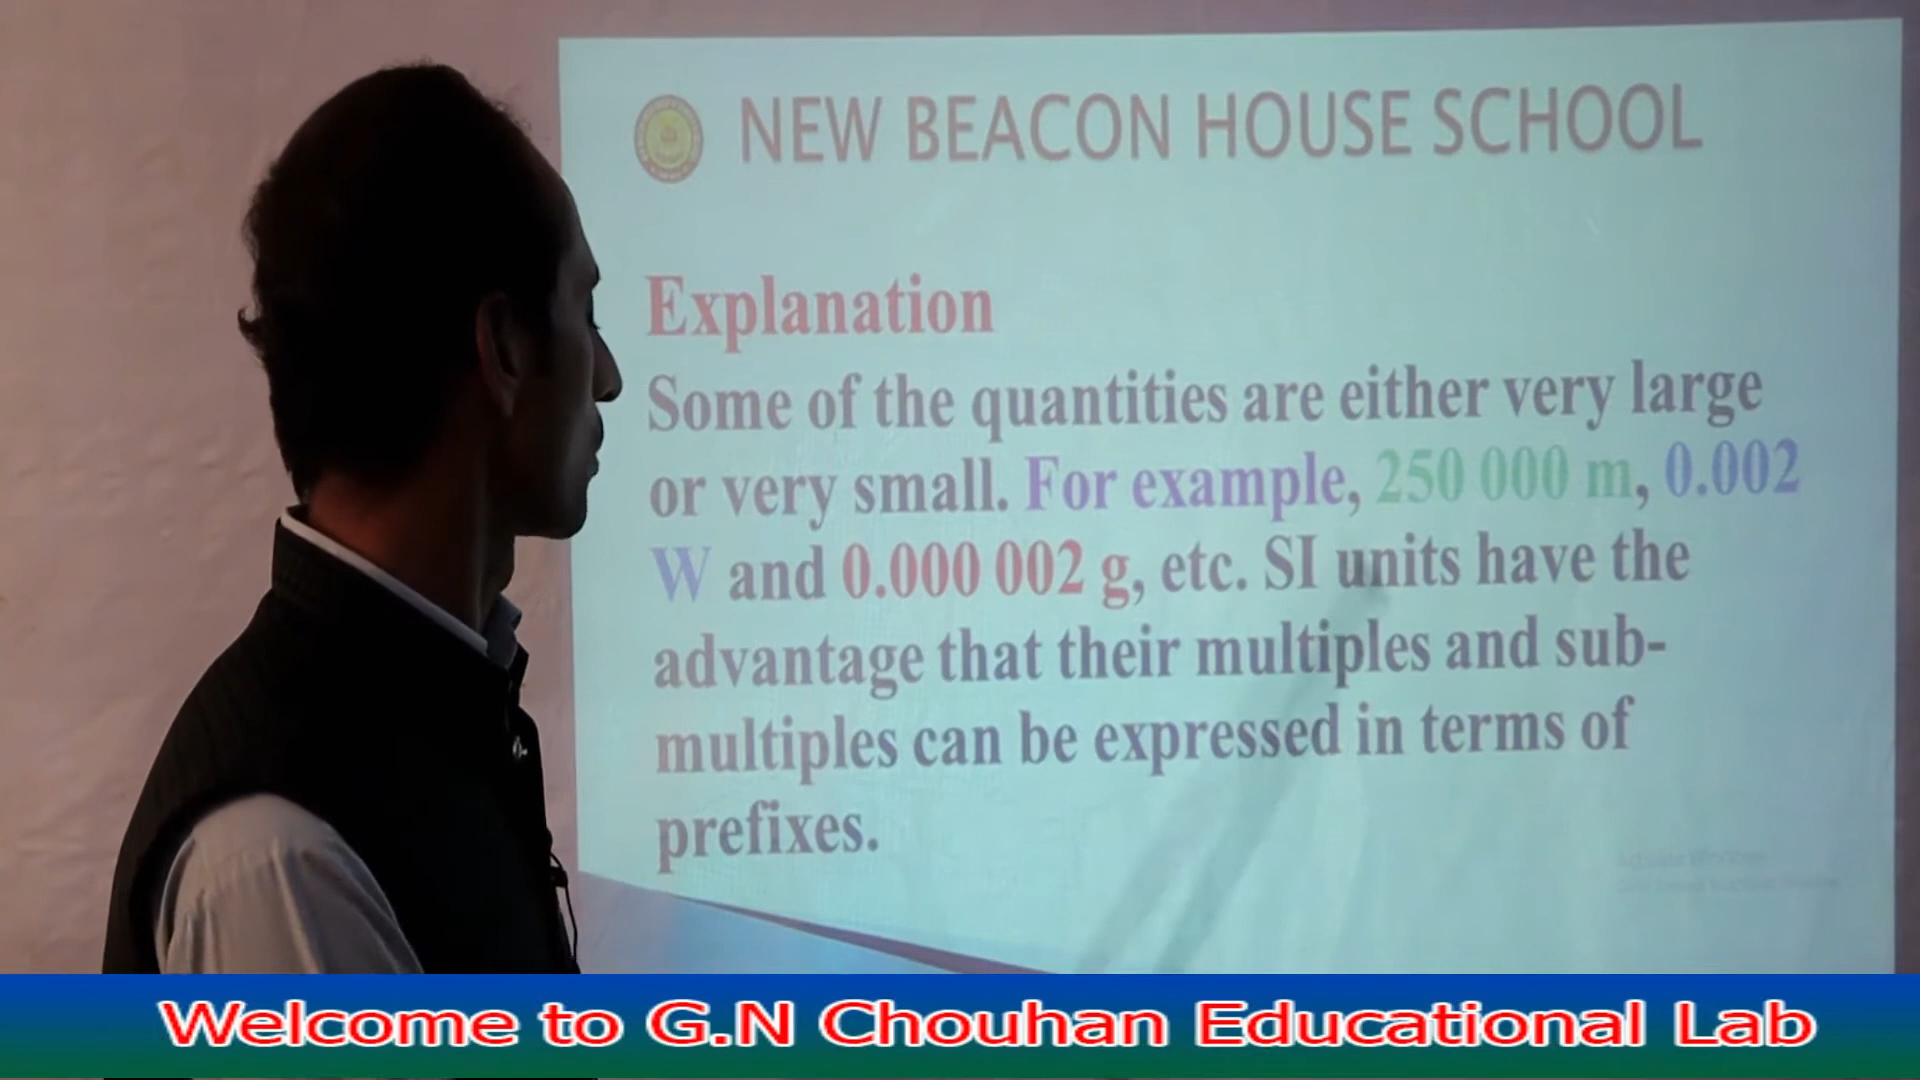 NEW BEACON HOUSE SCHOOL
Explanation
Some of the quantities are either very large
or very small. For example, 250 000 m, 0.002
W and 0.000 002 g, etc. SI units have the
advantage that their multiples and sub-
multiples can be expressed in terms of
prefixes.
Activate Windows
Welcome to G.N Chouhan Educational Lab